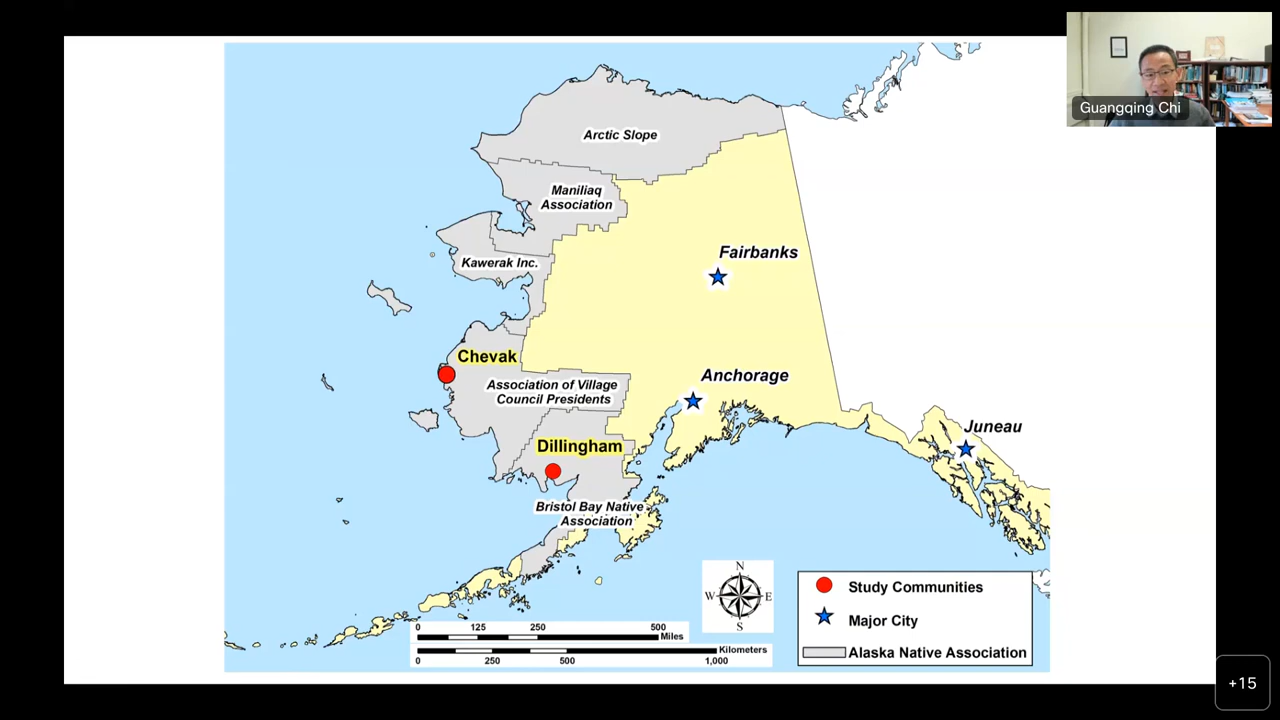 Guangqing Chi
Arctic Slope
Maniilaq
Association
Fairbanks
Kawerak Inc.
Chevak
Anchorage
Association of Village
Council Presidents
Juneau
Dillingham
Bristol Bay Native
Association
N
W E
S
0 125 250 500
Miles
Kilometers
0 250 500 1,000
Study Communities
Major City
Alaska Native Association
+15